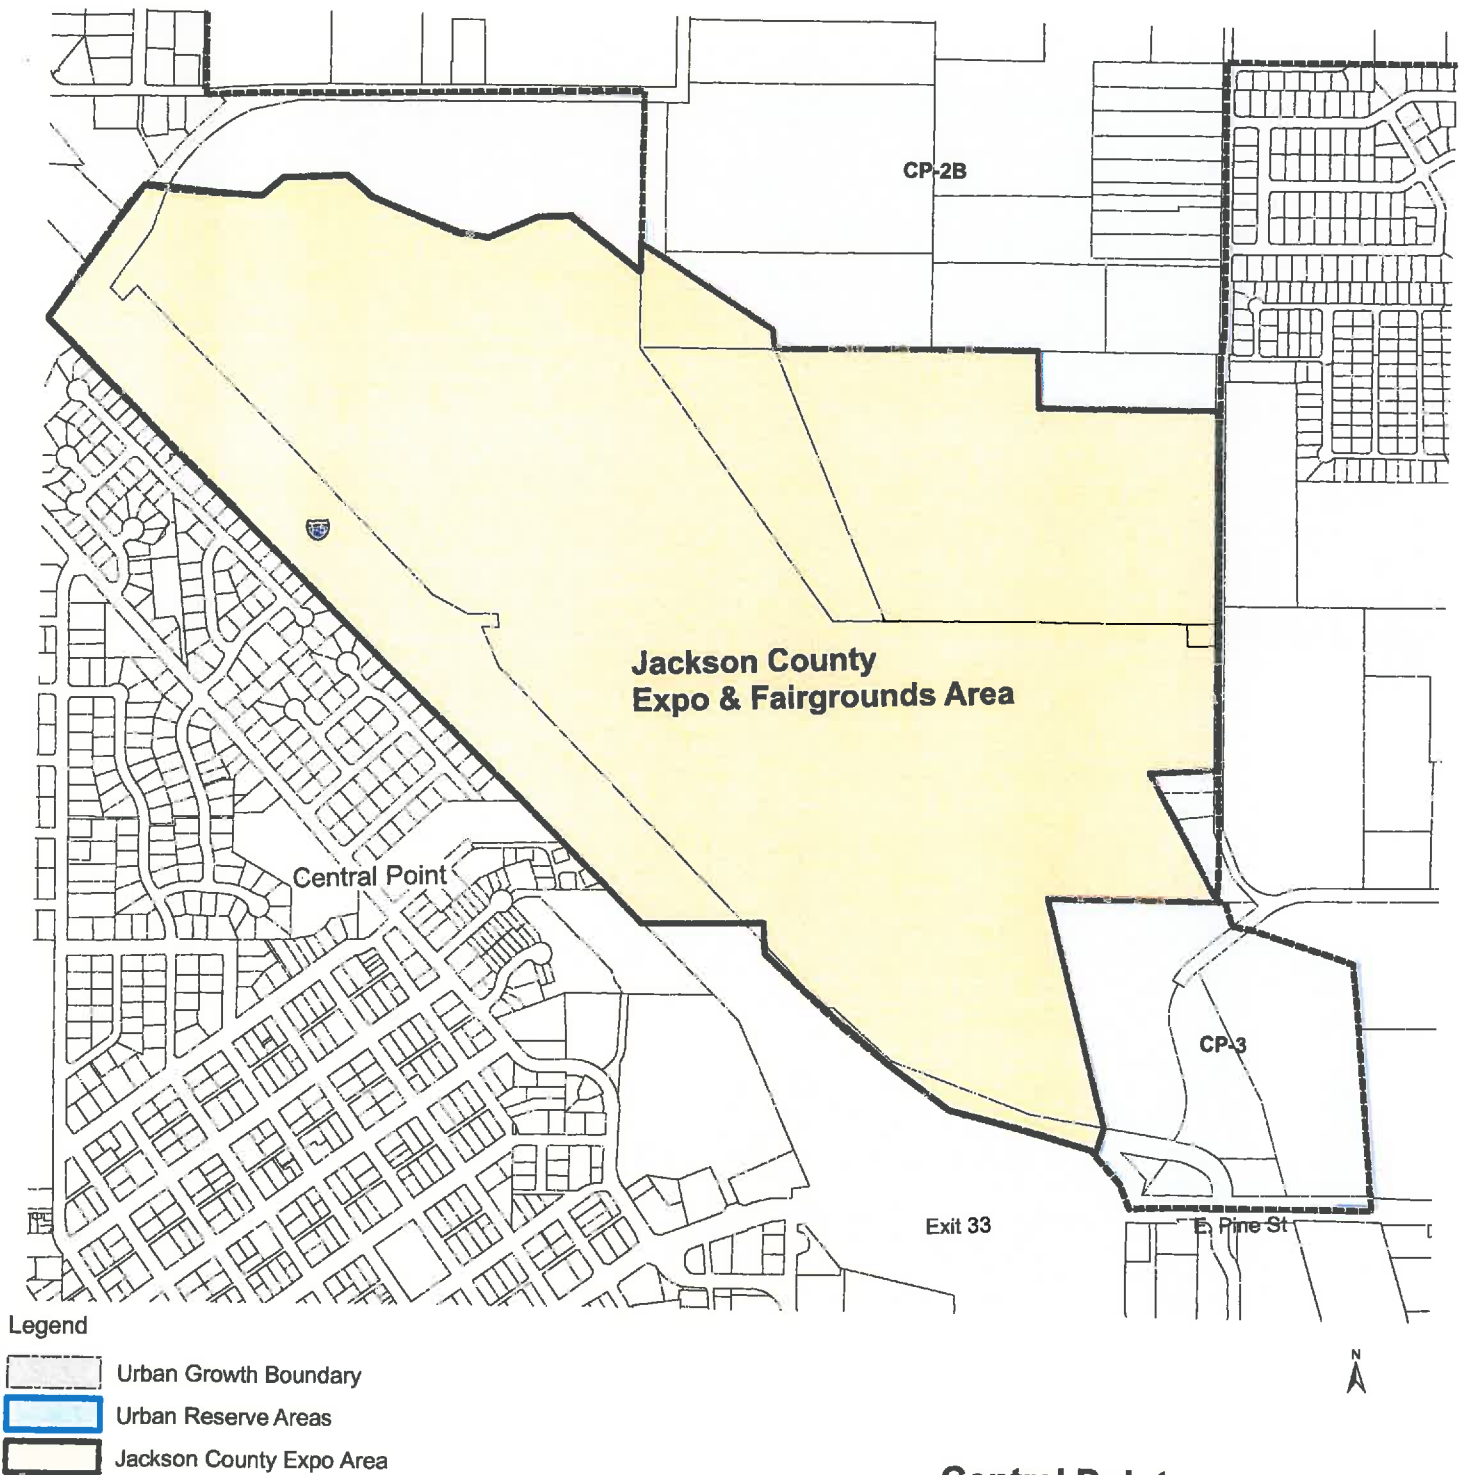 CP-2B
Jackson County
Expo & Fairgrounds Area
Central Point
CP-3
Exit 33
E. Pine St
Legend
Urban Growth Boundary
Urban Reserve Areas
Jackson County Expo Area
N